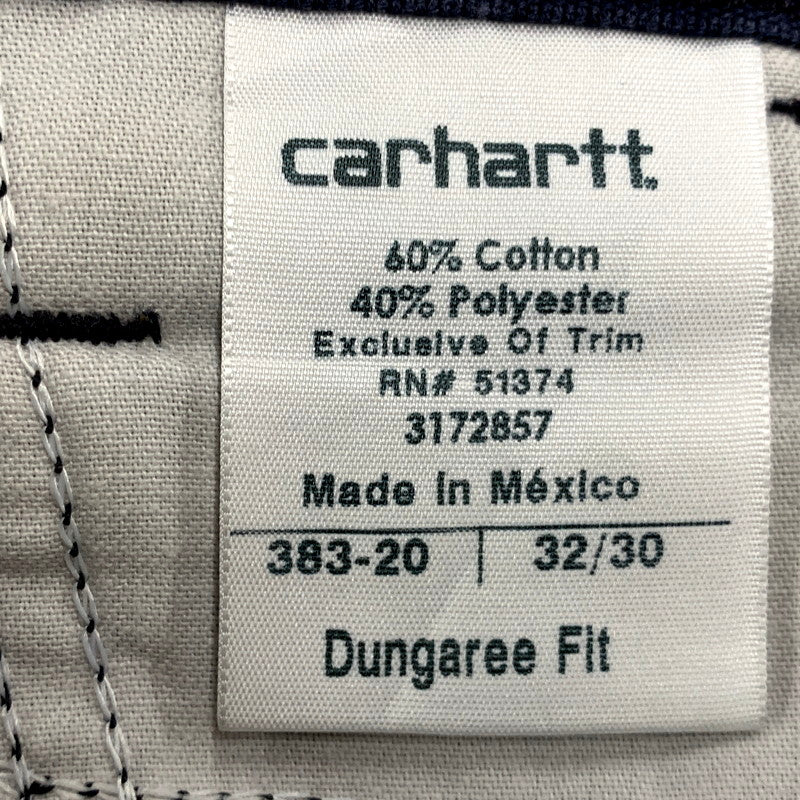 carhartt
60% Cotton
40% Polyester
Exclusive Of Trim
RN# 51374
3172857
Made In México
383-20 | 32/30
Dungaree Fit